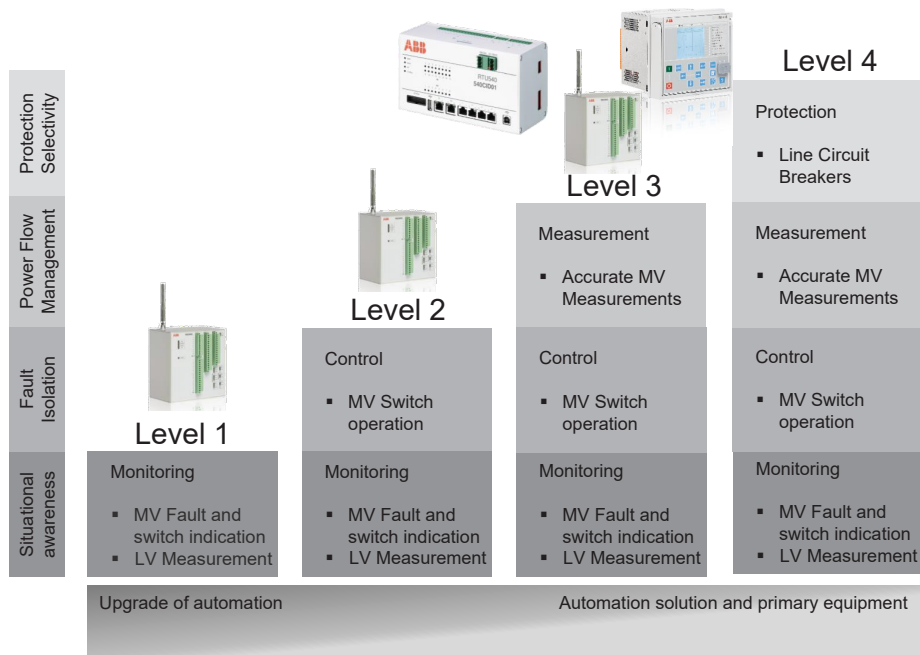 ABB
RTU540
540CID01
Level 4
Protection
Selectivity
Protection
▪ Line Circuit
Breakers
Level 3
Power Flow
Management
Measurement
▪ Accurate MV
Measurements
Measurement
▪ Accurate MV
Measurements
Level 2
Fault
Isolation
Control
▪ MV Switch
operation
Control
▪ MV Switch
operation
Control
▪ MV Switch
operation
Level 1
Situational
awareness
Monitoring
▪ MV Fault and
switch indication
▪ LV Measurement
Monitoring
▪ MV Fault and
switch indication
▪ LV Measurement
Monitoring
▪ MV Fault and
switch indication
▪ LV Measurement
Monitoring
▪ MV Fault and
switch indication
▪ LV Measurement
Upgrade of automation
Automation solution and primary equipment